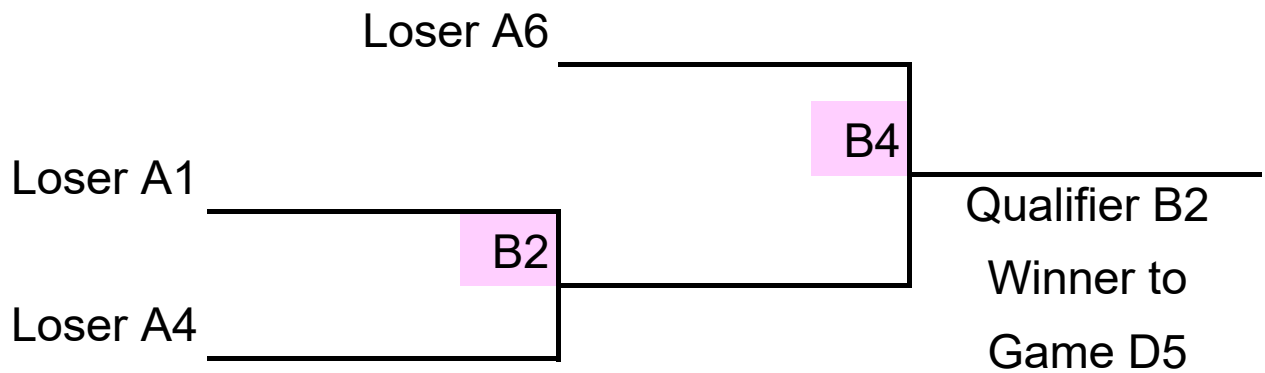 Loser A6
B4
Loser A1
Qualifier B2
B2
Winner to
Loser A4
Game D5